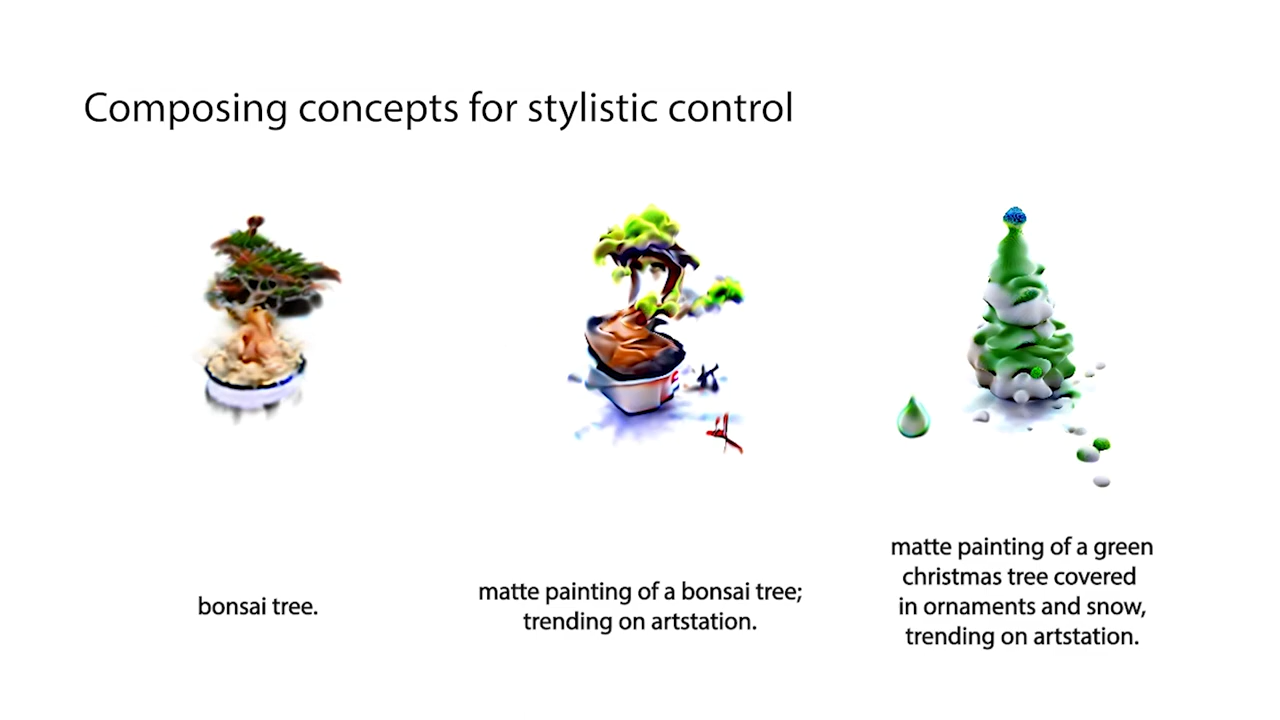 Composing concepts for stylistic control
bonsai tree.
matte painting of a bonsai tree;
trending on artstation.
matte painting of a green
christmas tree covered
in ornaments and snow,
trending on artstation.